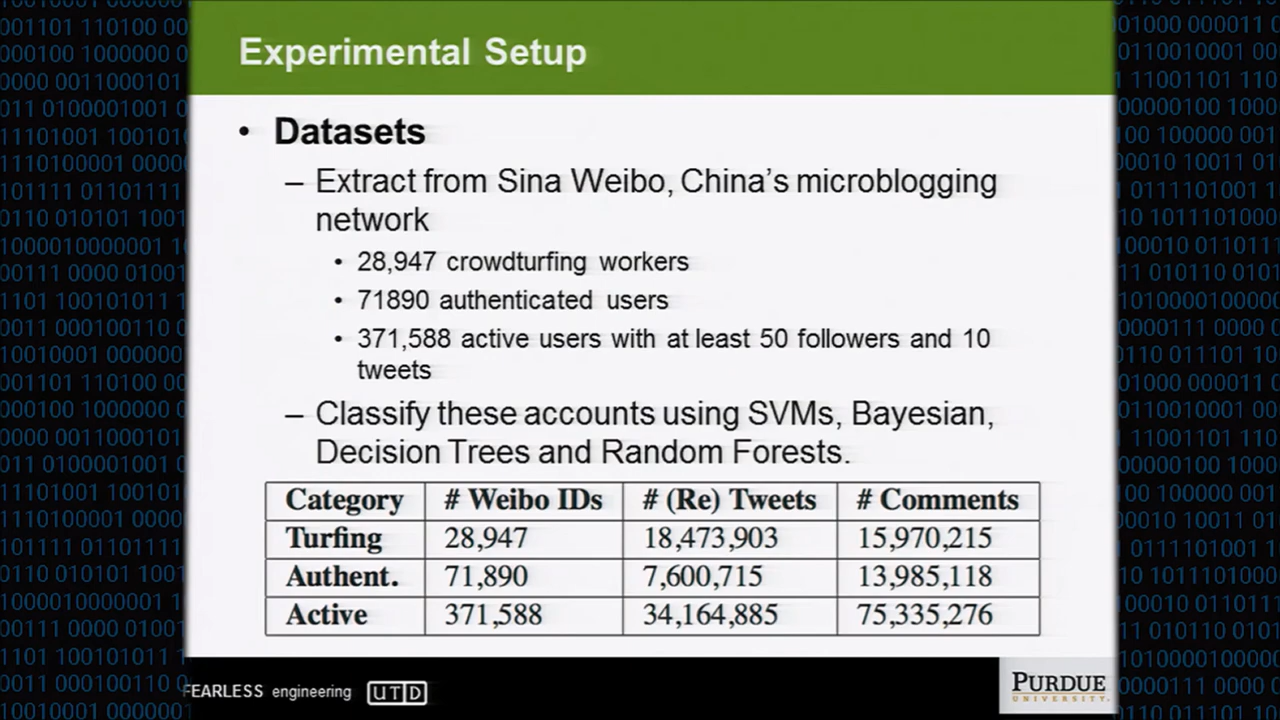 Experimental Setup
• Datasets
– Extract from Sina Weibo, China's microblogging
network
• 28,947 crowdturfing workers
• 71890 authenticated users
• 371,588 active users with at least 50 followers and 10
tweets
– Classify these accounts using SVMs, Bayesian,
Decision Trees and Random Forests.
Category # Weibo IDs # (Re) Tweets # Comments
Turfing 28,947 18,473,903 15,970,215
Authent. 71,890 7,600,715 13,985,118
Active 371,588 34,164,885 75,335,276
FEARLESS engineering UTD
PURDUE
UNIVERSITY